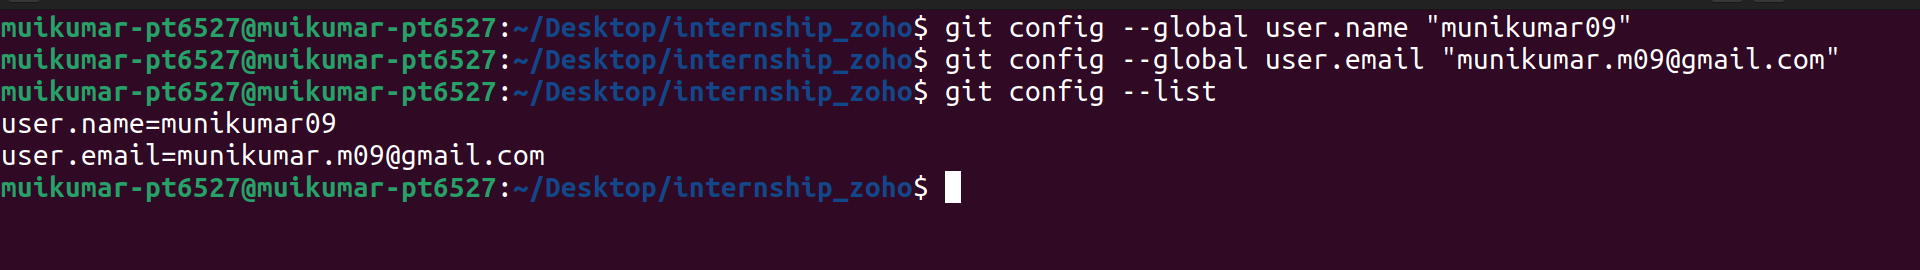 muikumar-pt6527@muikumar-pt6527:~/Desktop/internship_zoho$ git config --global user.name "munikumar09"
muikumar-pt6527@muikumar-pt6527:~/Desktop/internship_zoho$ git config --global user.email "munikumar.m09@gmail.com"
muikumar-pt6527@muikumar-pt6527:~/Desktop/internship_zoho$ git config --list
user.name=munikumar09
user.email=munikumar.m09@gmail.com
muikumar-pt6527@muikumar-pt6527:~/Desktop/internship_zoho$